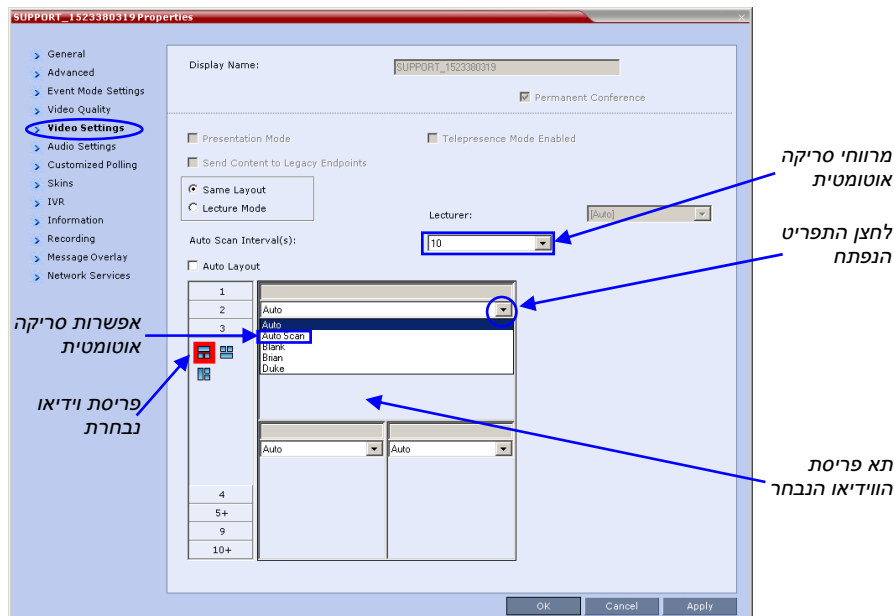 SUPPORT_1523380319 Properties
General
Advanced
Event Mode Settings
Video Quality
Video Settings
Audio Settings
Customized Polling
Skins
IVR
Information
Recording
Message Overlay
Network Services
Display Name:
SUPPORT_1523380319
Permanent Conference
Presentation Mode
Telepresence Mode Enabled
Send Content to Legacy Endpoints
Same Layout
Lecture Mode
Lecturer:
[Auto]
Auto Scan Interval(s):
10
Auto Layout
1
2
3
4
5+
9
10+
Auto
Auto
Auto Scan
Blank
Brian
Duke
Auto
Auto
OK
Cancel
Apply
מרווחי סריקה
אוטומטית
לחצן התפריט
הנפתח
אפשרות סריקה
אוטומטית
פריסת וידיאו
נבחרת
תא פריסת
הווידיאו הנבחר